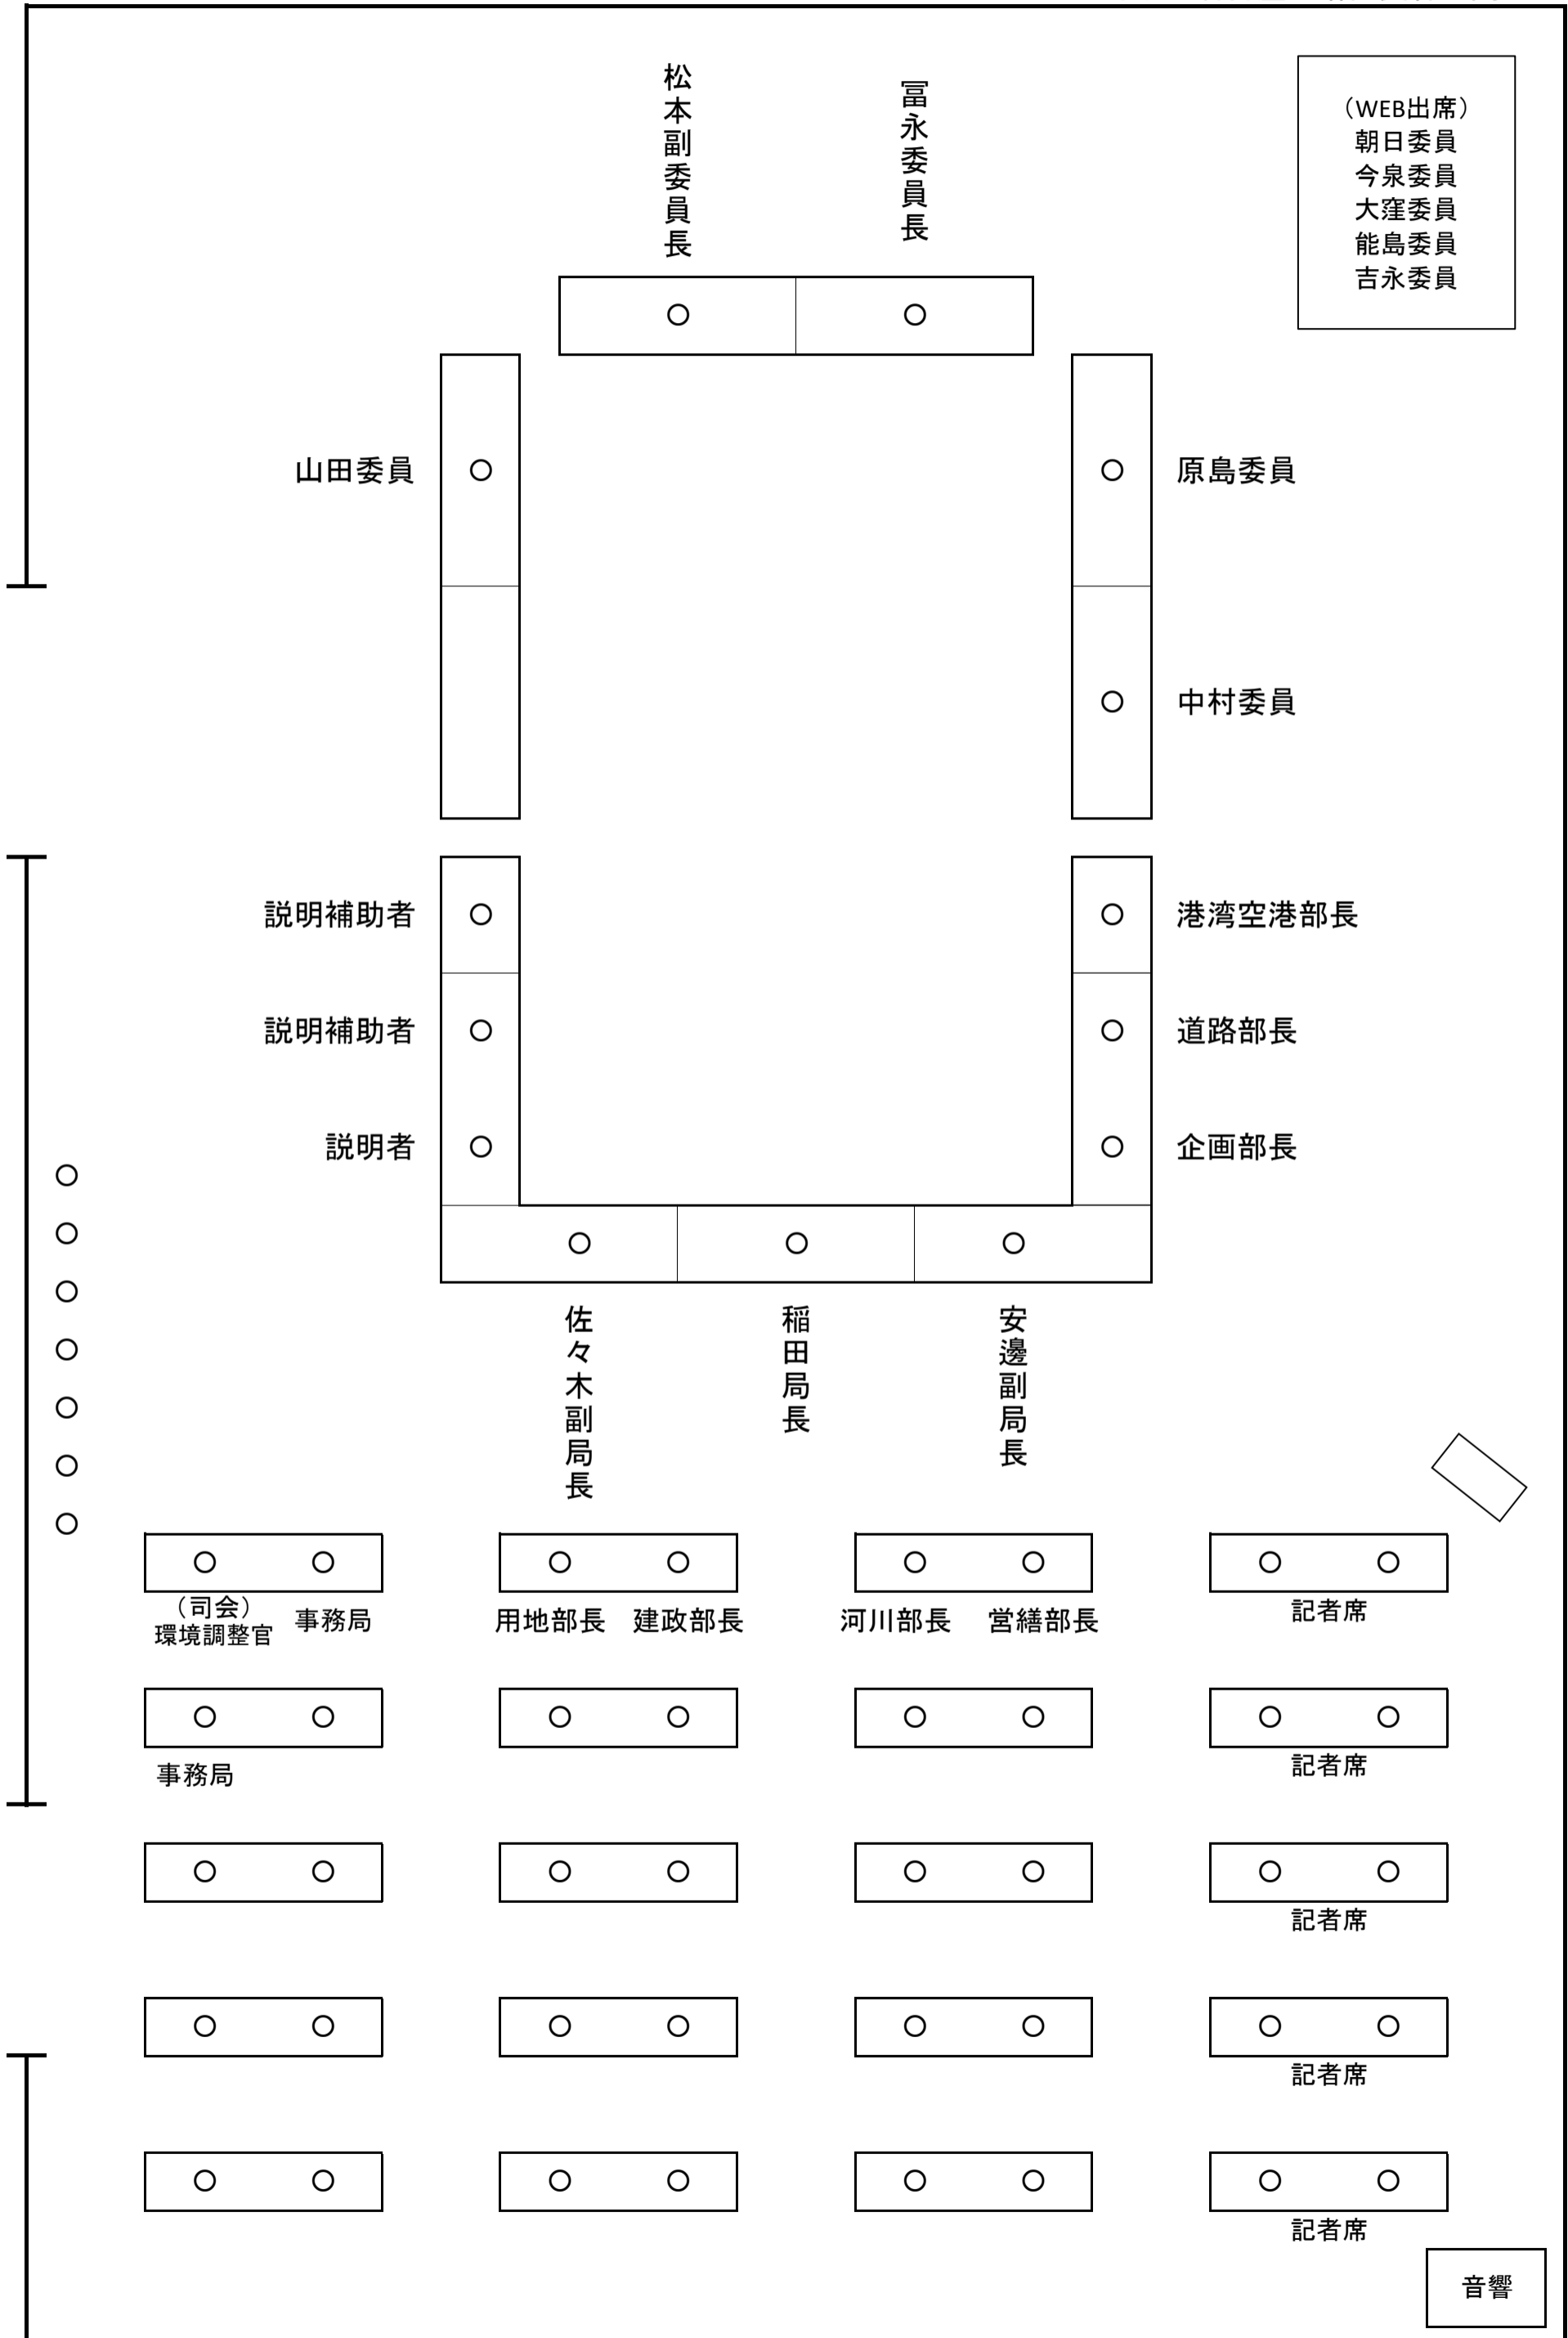 松本副委員長
冨永委員長
（WEB出席）
朝日委員
今泉委員
大窪委員
能島委員
吉永委員
山田委員
原島委員
中村委員
説明補助者
港湾空港部長
説明補助者
道路部長
説明者
企画部長
佐々木副局長
稲田局長
安邊副局長
（司会）
環境調整官
事務局
用地部長
建政部長
河川部長
営繕部長
記者席
事務局
記者席
記者席
記者席
記者席
音響